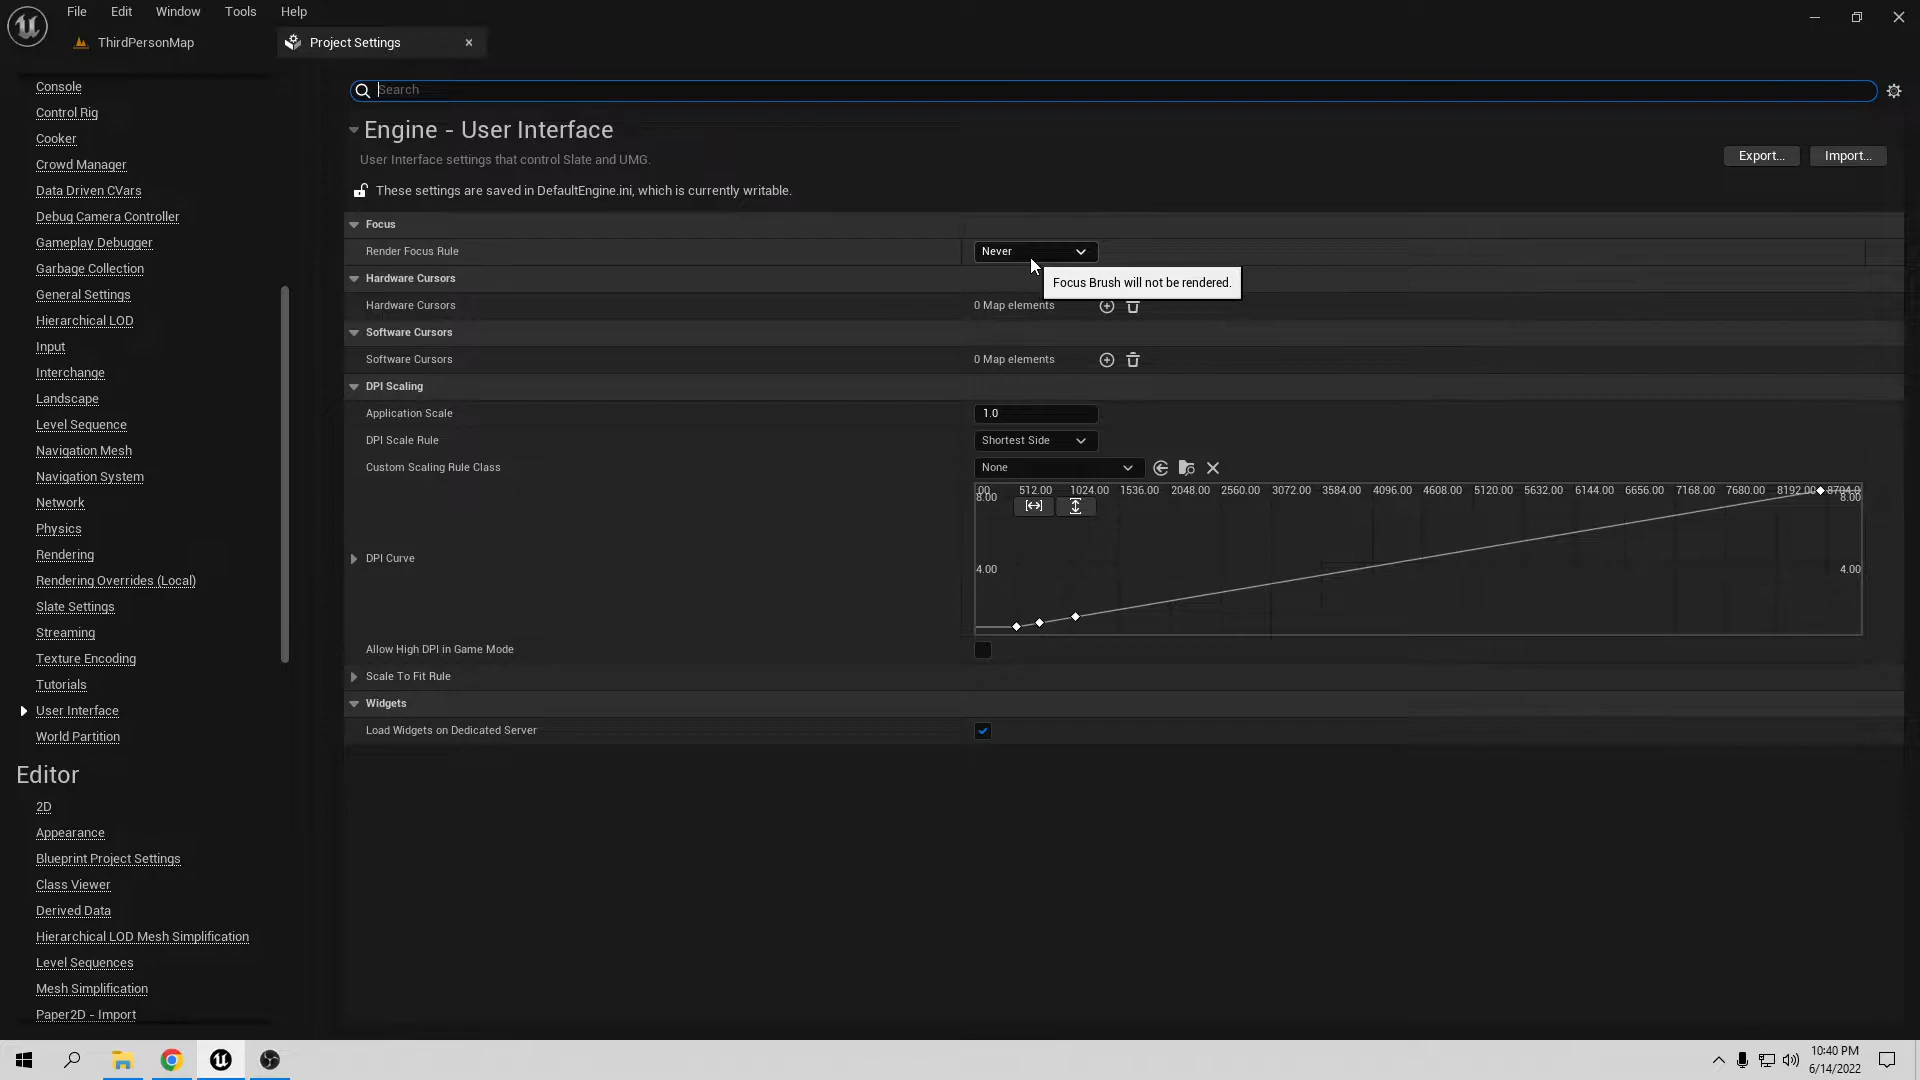 File Edit Window Tools Help
ThirdPersonMap
Project Settings
Console
Control Rig
Cooker
Crowd Manager
Data Driven CVars
Debug Camera Controller
Gameplay Debugger
Garbage Collection
General Settings
Hierarchical LOD
Input
Interchange
Landscape
Level Sequence
Navigation Mesh
Navigation System
Network
Physics
Rendering
Rendering Overrides (Local)
Slate Settings
Streaming
Texture Encoding
Tutorials
User Interface
World Partition
Editor
2D
Appearance
Blueprint Project Settings
Class Viewer
Derived Data
Hierarchical LOD Mesh Simplification
Level Sequences
Mesh Simplification
Paper2D - Import
Search
Engine - User Interface
User Interface settings that control Slate and UMG.
Export... Import...
These settings are saved in DefaultEngine.ini, which is currently writable.
Focus
Render Focus Rule Never
Focus Brush will not be rendered.
Hardware Cursors
Hardware Cursors 0 Map elements
Software Cursors
Software Cursors 0 Map elements
DPI Scaling
Application Scale 1.0
DPI Scale Rule Shortest Side
Custom Scaling Rule Class None
00 512.00 1024.00 1536.00 2048.00 2560.00 3072.00 3584.00 4096.00 4608.00 5120.00 5632.00 6144.00 6656.00 7168.00 7680.00 8192.00 8704.0
8.00 8.00
DPI Curve
4.00 4.00
Allow High DPI in Game Mode
Scale To Fit Rule
Widgets
Load Widgets on Dedicated Server
10:40 PM
6/14/2022